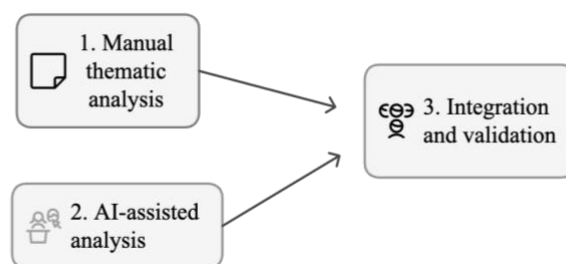 1. Manual
thematic
analysis
2. AI-assisted
analysis
3. Integration
and validation